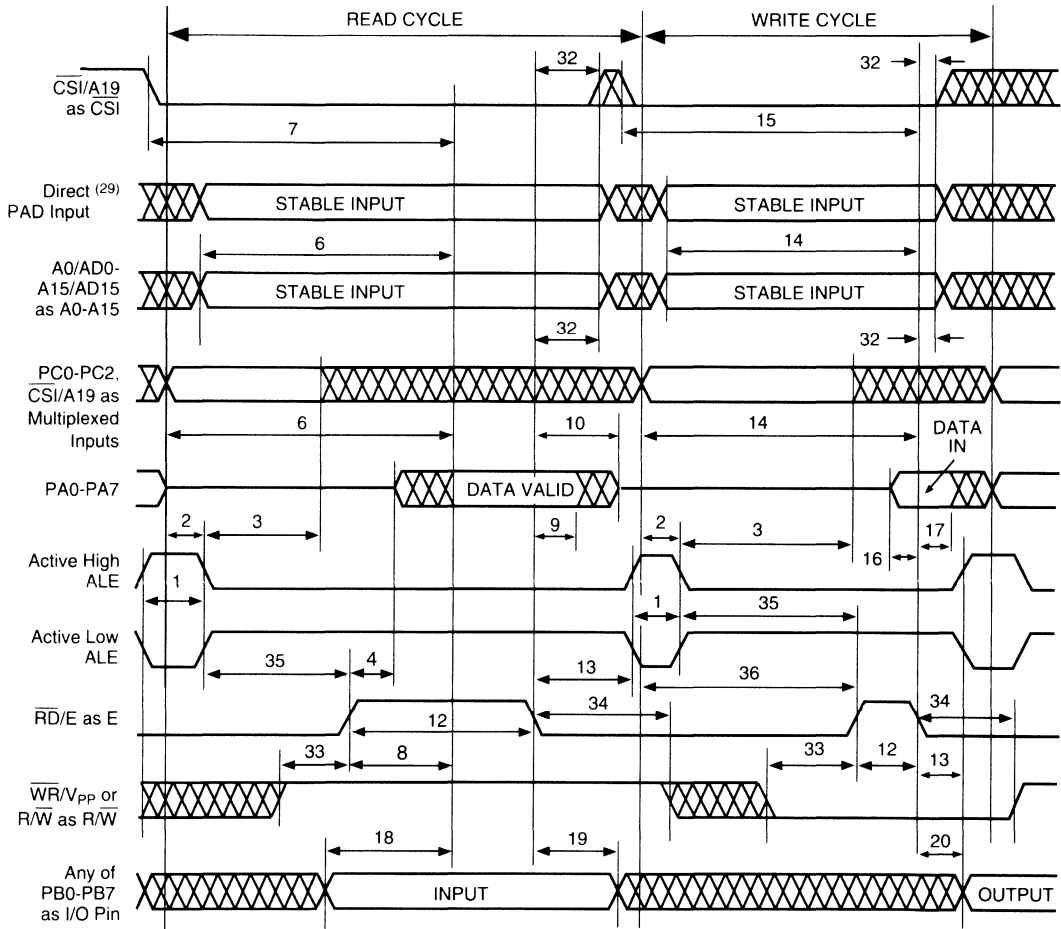 READ CYCLE
WRITE CYCLE
32
32
CSI/A19
as CSI
7
15
Direct (29)
PAD Input
STABLE INPUT
STABLE INPUT
6
14
A0/AD0-
A15/AD15
as A0-A15
STABLE INPUT
STABLE INPUT
32
32
PC0-PC2,
CSI/A19 as
Multiplexed
Inputs
6
10
14
DATA
IN
PA0-PA7
DATA VALID
2
3
9
2
3
16
17
Active High
ALE
1
1
35
Active Low
ALE
35
4
13
36
RD/E as E
12
34
34
33
8
33
12
13
WR/VPP or
R/W as R/W
18
19
20
Any of
PB0-PB7
as I/O Pin
INPUT
OUTPUT